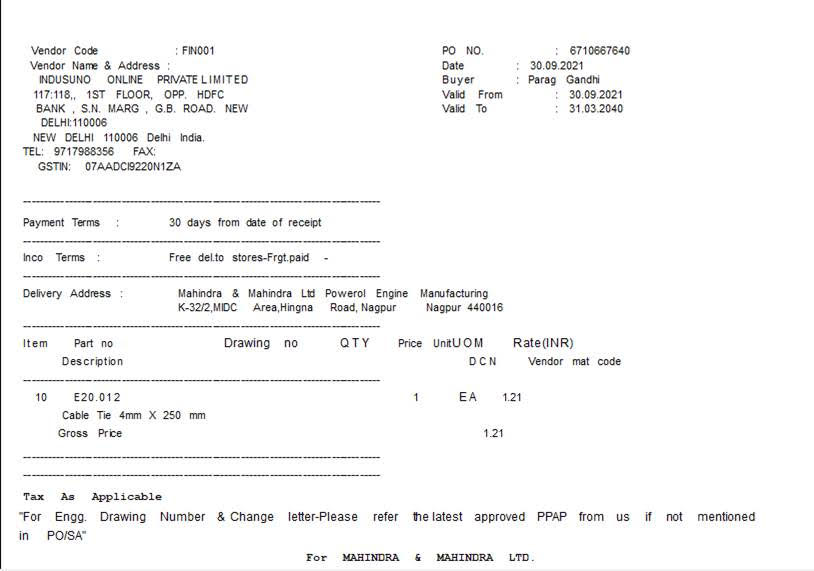 Vendor Code : FIN001
PO NO. : 6710667640
Vendor Name & Address :
Date : 30.09.2021
INDUSUNO ONLINE PRIVATE LIMITED
Buyer : Parag Gandhi
117:118,, 1ST FLOOR, OPP. HDFC
Valid From : 30.09.2021
BANK , S.N. MARG , G.B. ROAD. NEW
Valid To : 31.03.2040
DELHI:110006
NEW DELHI 110006 Delhi India.
TEL: 9717988356 FAX:
GSTIN: 07AADCI9220N1ZA
Payment Terms : 30 days from date of receipt
Inco Terms : Free del.to stores-Frgt.paid -
Delivery Address : Mahindra & Mahindra Ltd Powerol Engine Manufacturing
K-32/2,MIDC Area,Hingna Road, Nagpur Nagpur 440016
Item Part no Drawing no QTY Price Unit UOM Rate(INR)
Description DCN Vendor mat code
10 E20.012 1 EA 1.21
Cable Tie 4mm X 250 mm
Gross Price 1.21
Tax As Applicable
"For Engg. Drawing Number & Change letter-Please refer the latest approved PPAP from us if not mentioned
in PO/SA"
For MAHINDRA & MAHINDRA LTD.